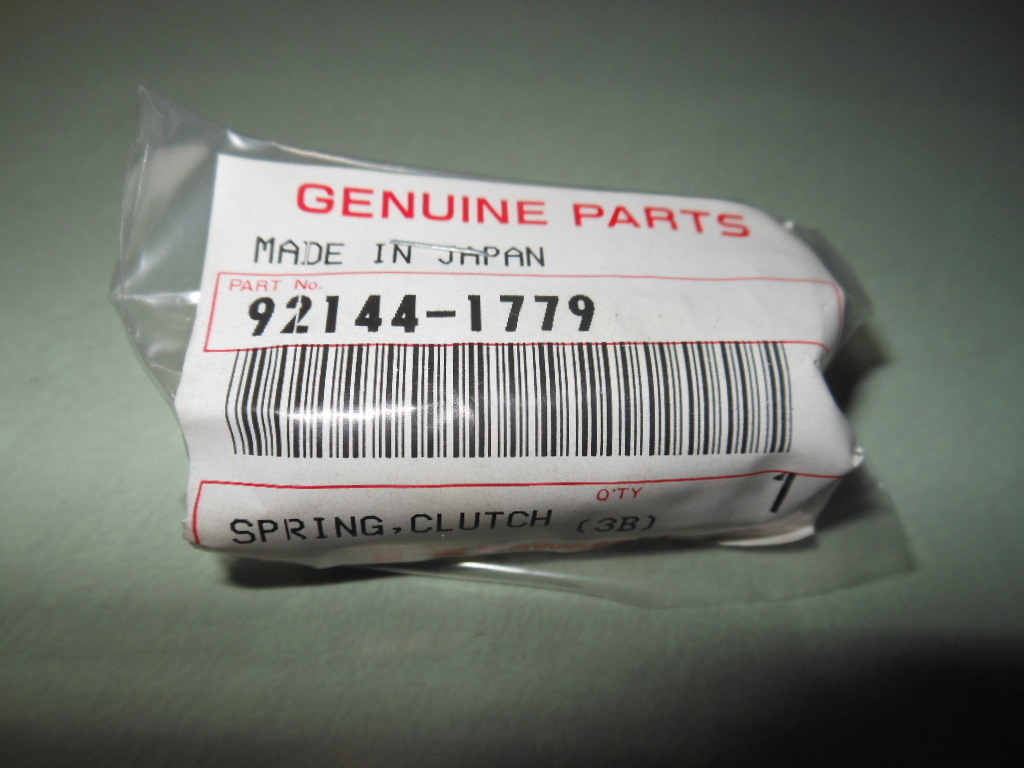 GENUINE PARTS
MADE IN JAPAN
PART No.
92144-1779
Q'TY
1
SPRING,CLUTCH (3B)